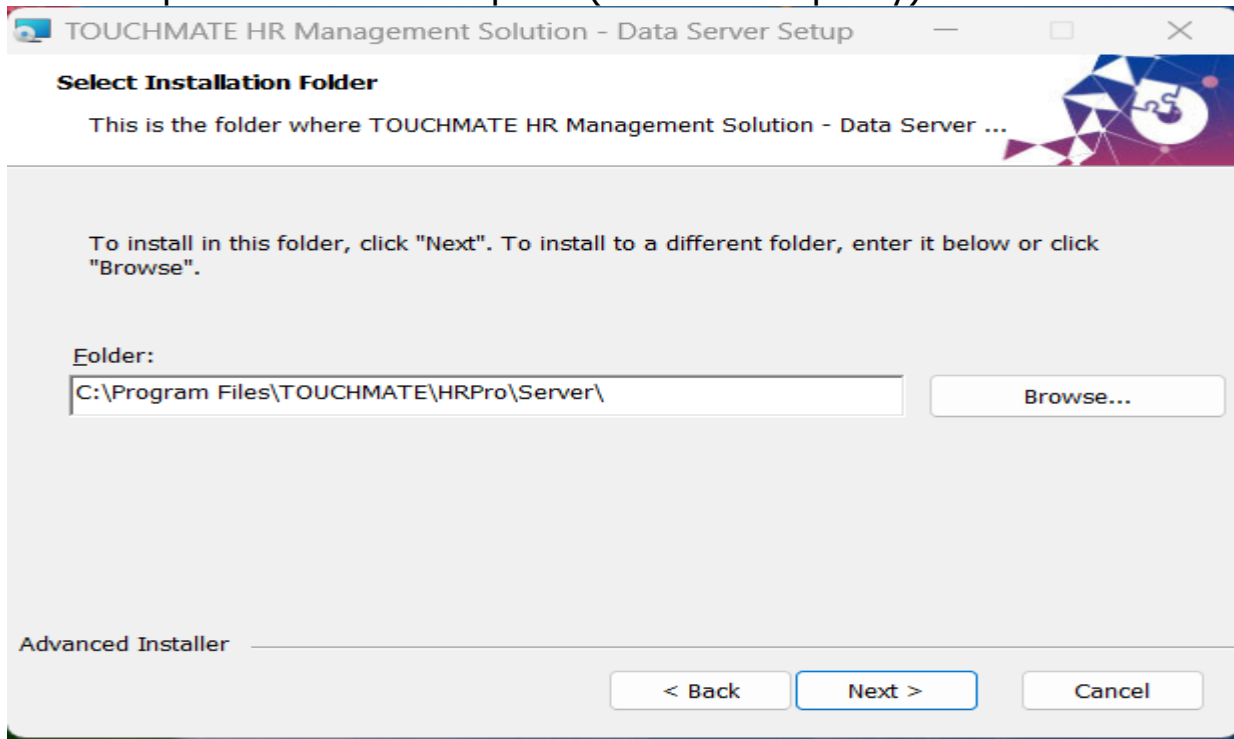 TOUCHMATE HR Management Solution - Data Server Setup
Select Installation Folder
This is the folder where TOUCHMATE HR Management Solution - Data Server ...
To install in this folder, click "Next". To install to a different folder, enter it below or click
"Browse".
Folder:
C:\Program Files\TOUCHMATE\HRPro\Server\
Browse...
Advanced Installer
< Back
Next >
Cancel